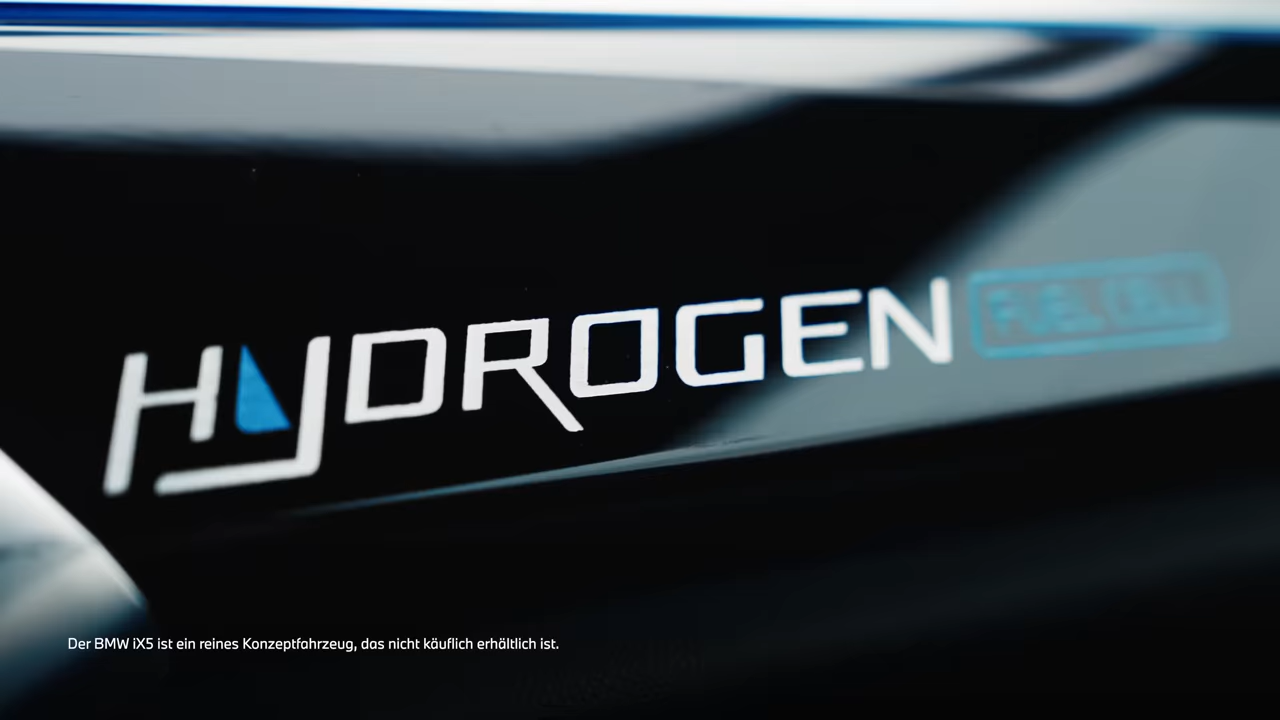 HYDROGEN FUEL CELL
Der BMW iX5 ist ein reines Konzeptfahrzeug, das nicht käuflich erhältlich ist.